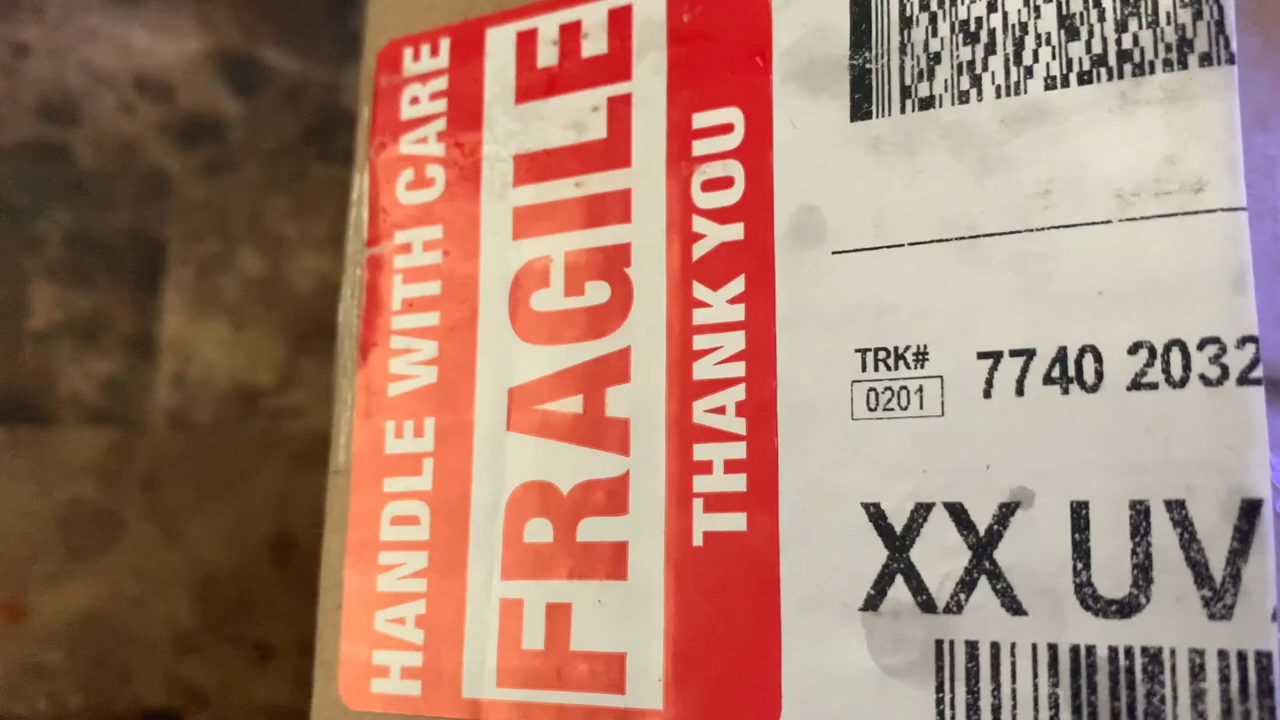 HANDLE WITH CARE
FRAGILE
THANK YOU
TRK#
0201
7740 2032
XX UV